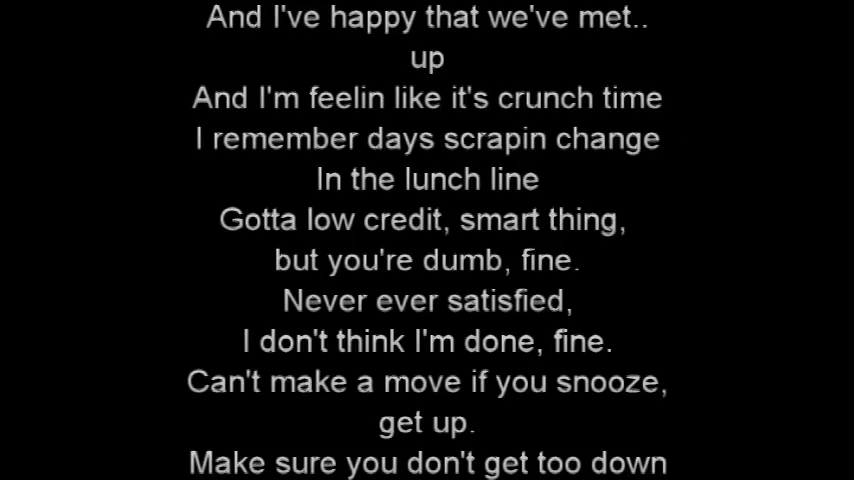 And I've happy that we've met..
up
And I'm feelin like it's crunch time
I remember days scrapin change
In the lunch line
Gotta low credit, smart thing,
but you're dumb, fine.
Never ever satisfied,
I don't think I'm done, fine.
Can't make a move if you snooze,
get up.
Make sure you don't get too down